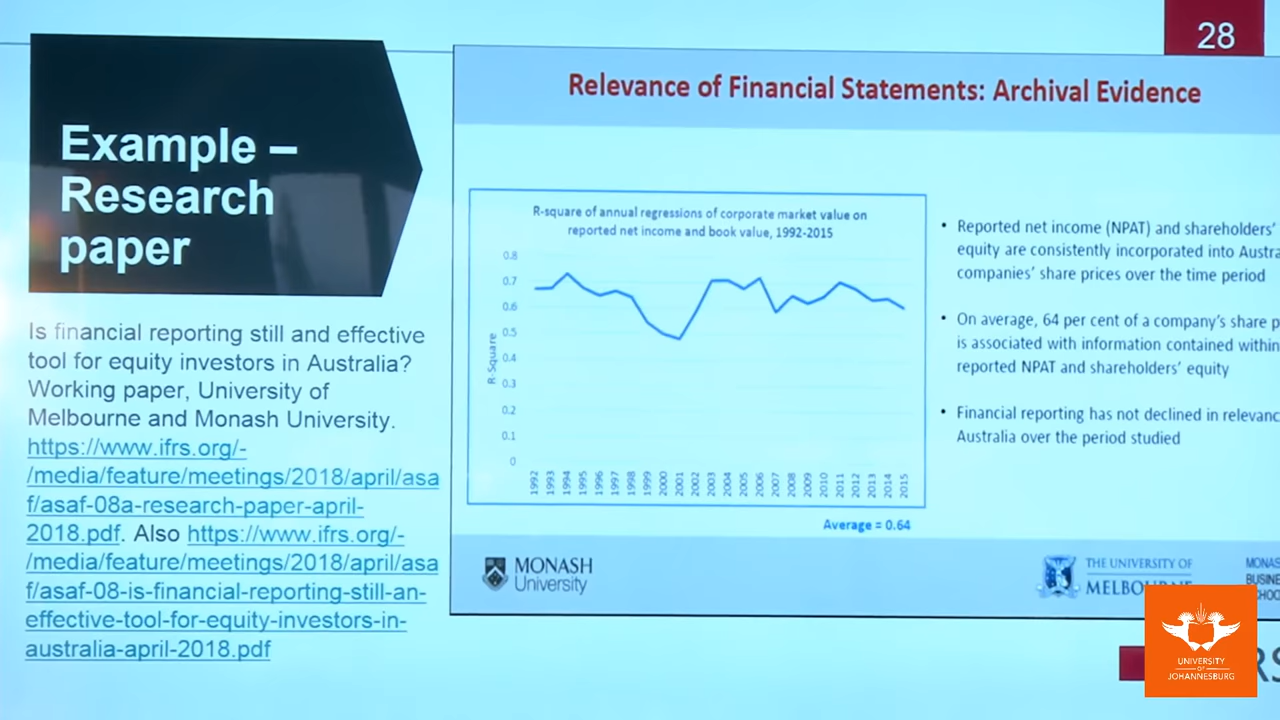 28
Example –
Research
paper
Is financial reporting still and effective
tool for equity investors in Australia?
Working paper, University of
Melbourne and Monash University.
https://www.ifrs.org/-
/media/feature/meetings/2018/april/asa
f/asaf-08a-research-paper-april-
2018.pdf. Also https://www.ifrs.org/-
/media/feature/meetings/2018/april/asa
f/asaf-08-is-financial-reporting-still-an-
effective-tool-for-equity-investors-in-
australia-april-2018.pdf
Relevance of Financial Statements: Archival Evidence
R-square of annual regressions of corporate market value on
reported net income and book value, 1992-2015
R-Square
0.8
0.7
0.6
0.5
0.4
0.3
0.2
0.1
0
1992 1993 1994 1995 1996 1997 1998 1999 2000 2001 2002 2003 2004 2005 2006 2007 2008 2009 2010 2011 2012 2013 2014 2015
Average = 0.64
• Reported net income (NPAT) and shareholders'
equity are consistently incorporated into
companies' share prices over the time period
• On average, 64 per cent of a company's share
is associated with information contained within
reported NPAT and shareholders' equity
• Financial reporting has not declined in
Australia over the period studied
MONASH
University
THE UNIVERSITY OF
UNIVERSITY
OF
JOHANNESBURG